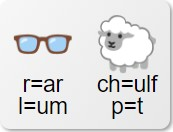 r=ar ch=ulf
l=um p=t